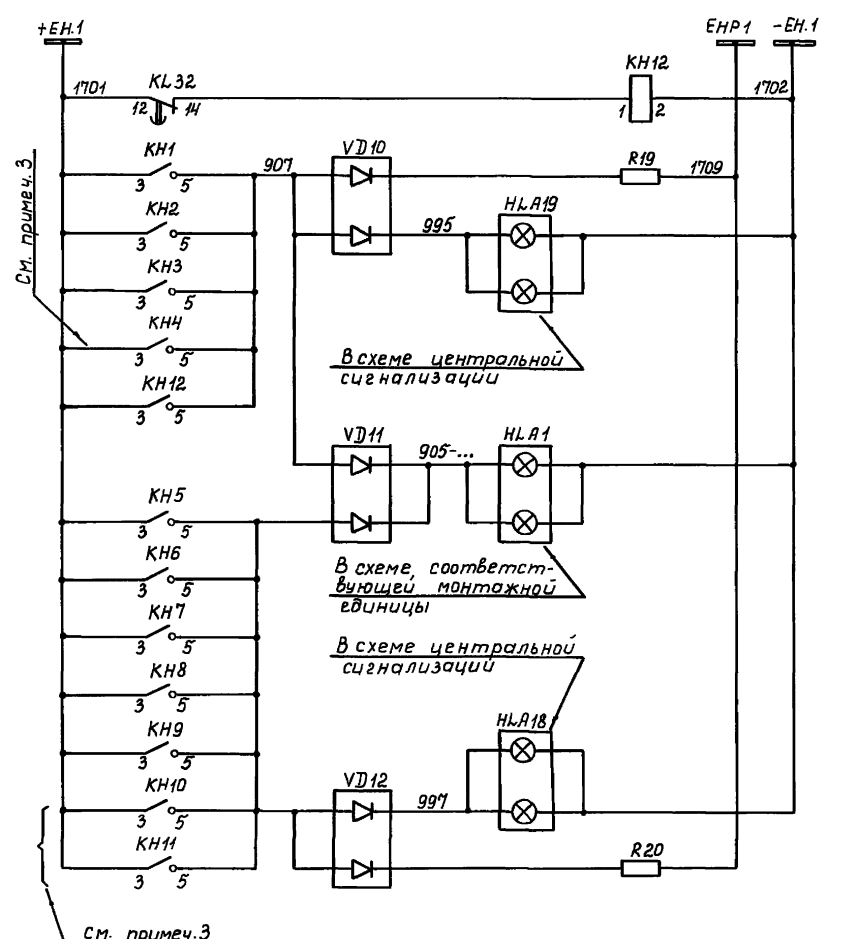 +ЕН.1
ЕНР1
-ЕН.1
1701
KL32
12
14
КН12
1
2
1702
КН1
3
5
907
VD10
R19
1709
КН2
3
5
995
HLA19
КН3
3
5
См. примеч. 3
КН4
3
5
В схеме центральной
сигнализации
КН12
3
5
VD11
905-...
HLA1
КН5
3
5
КН6
3
5
В схеме, соответст-
вующей, монтажной
единицы
КН7
3
5
В схеме центральной
сигнализаций
КН8
3
5
КН9
3
5
HLA18
КН10
3
5
VD12
997
КН11
3
5
R20
См. примеч.3